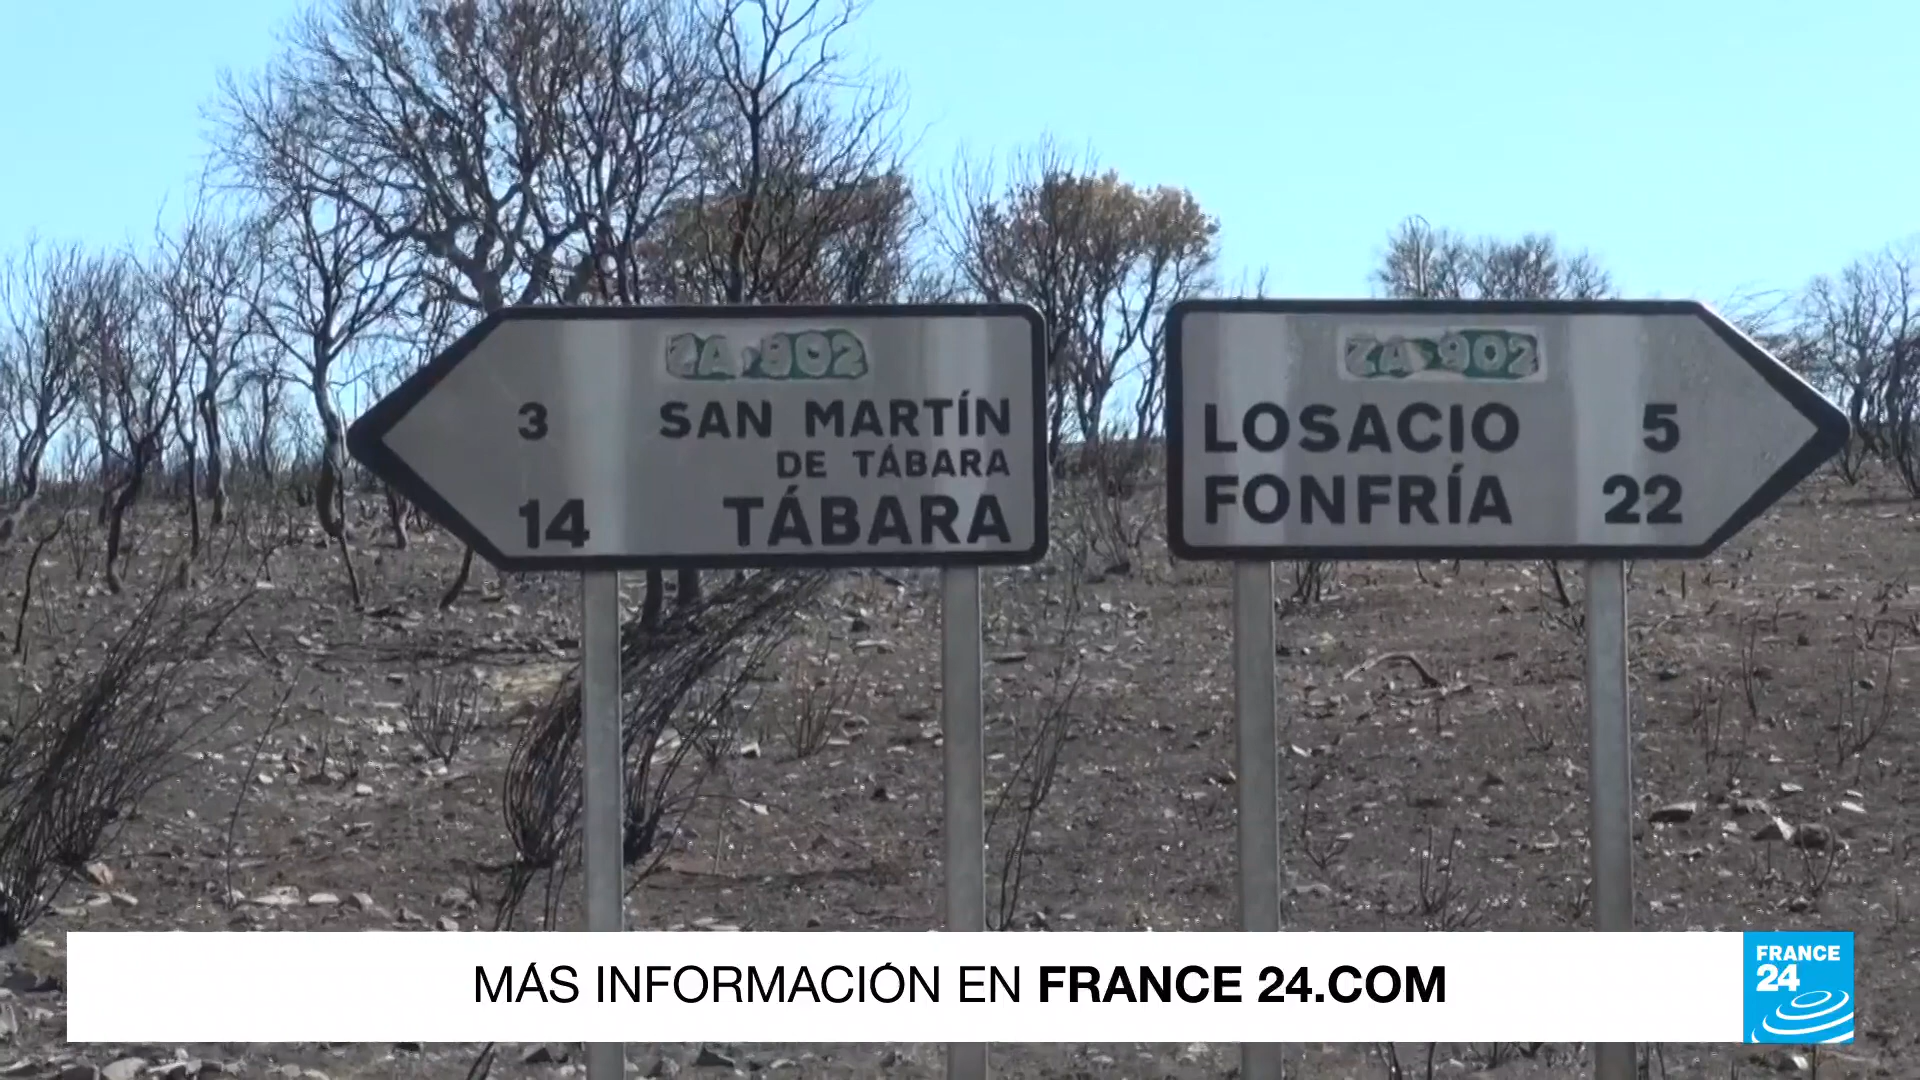 ZA-902
3 SAN MARTÍN
DE TÁBARA
14 TÁBARA
ZA-902
LOSACIO 5
FONFRÍA 22
MÁS INFORMACIÓN EN FRANCE 24.COM
FRANCE
24